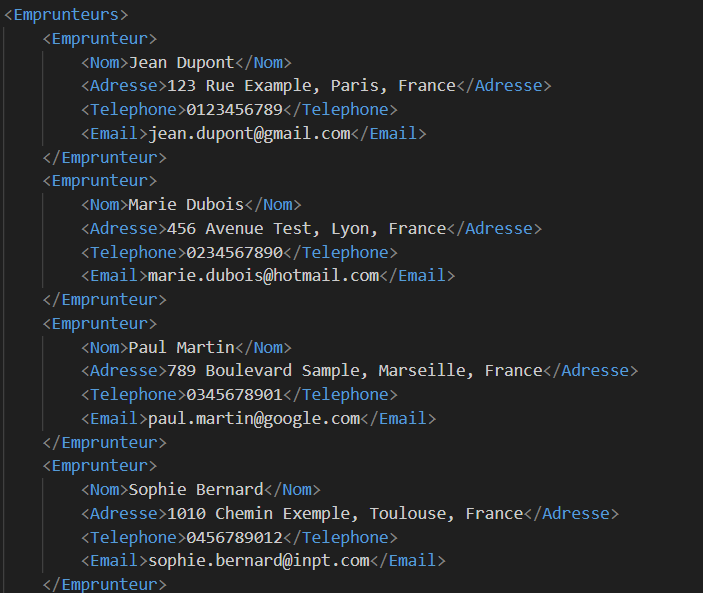 <Emprunteurs>
<Emprunteur>
<Nom>Jean Dupont</Nom>
<Adresse>123 Rue Example, Paris, France</Adresse>
<Telephone>0123456789</Telephone>
<Email>jean.dupont@gmail.com</Email>
</Emprunteur>
<Emprunteur>
<Nom>Marie Dubois</Nom>
<Adresse>456 Avenue Test, Lyon, France</Adresse>
<Telephone>0234567890</Telephone>
<Email>marie.dubois@hotmail.com</Email>
</Emprunteur>
<Emprunteur>
<Nom>Paul Martin</Nom>
<Adresse>789 Boulevard Sample, Marseille, France</Adresse>
<Telephone>0345678901</Telephone>
<Email>paul.martin@google.com</Email>
</Emprunteur>
<Emprunteur>
<Nom>Sophie Bernard</Nom>
<Adresse>1010 Chemin Exemple, Toulouse, France</Adresse>
<Telephone>0456789012</Telephone>
<Email>sophie.bernard@inpt.com</Email>
</Emprunteur>